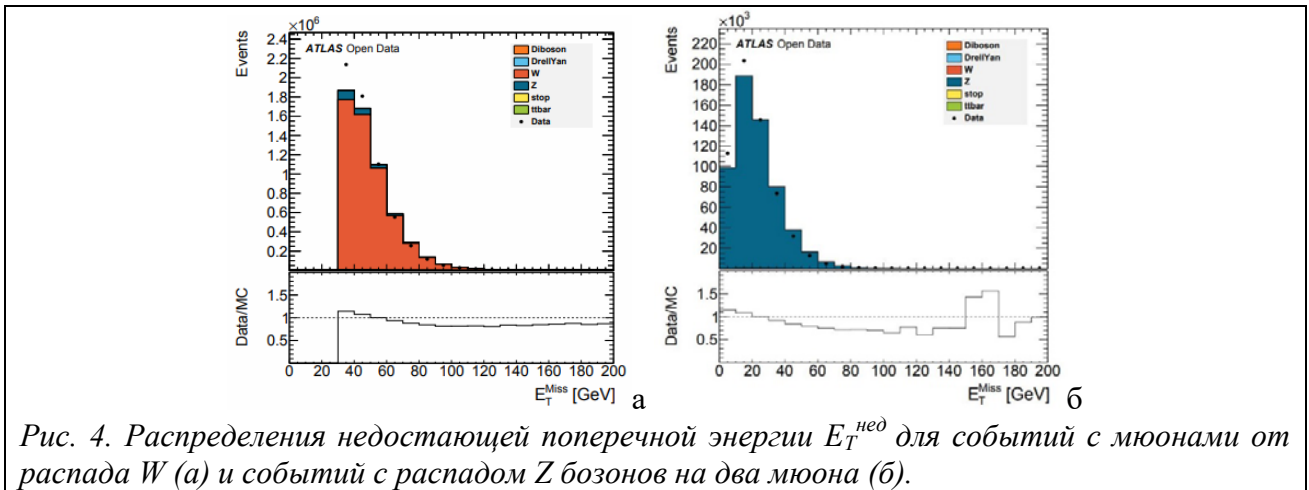 ×10⁶
Events
2.4
2.2
2
1.8
1.6
1.4
1.2
1
0.8
0.6
0.4
0.2
ATLAS Open Data
Diboson
DrellYan
W
Z
stop
ttbar
Data
Data/MC
1.5
1
0.5
0 20 40 60 80 100 120 140 160 180 200
E_T^Miss [GeV]
а
×10³
Events
220
200
180
160
140
120
100
80
60
40
20
ATLAS Open Data
Diboson
DrellYan
W
Z
stop
ttbar
Data
Data/MC
1.5
1
0.5
0 20 40 60 80 100 120 140 160 180 200
E_T^Miss [GeV]
б
Рис. 4. Распределения недостающей поперечной энергии E_T^нед для событий с мюонами от
распада W (а) и событий с распадом Z бозонов на два мюона (б).